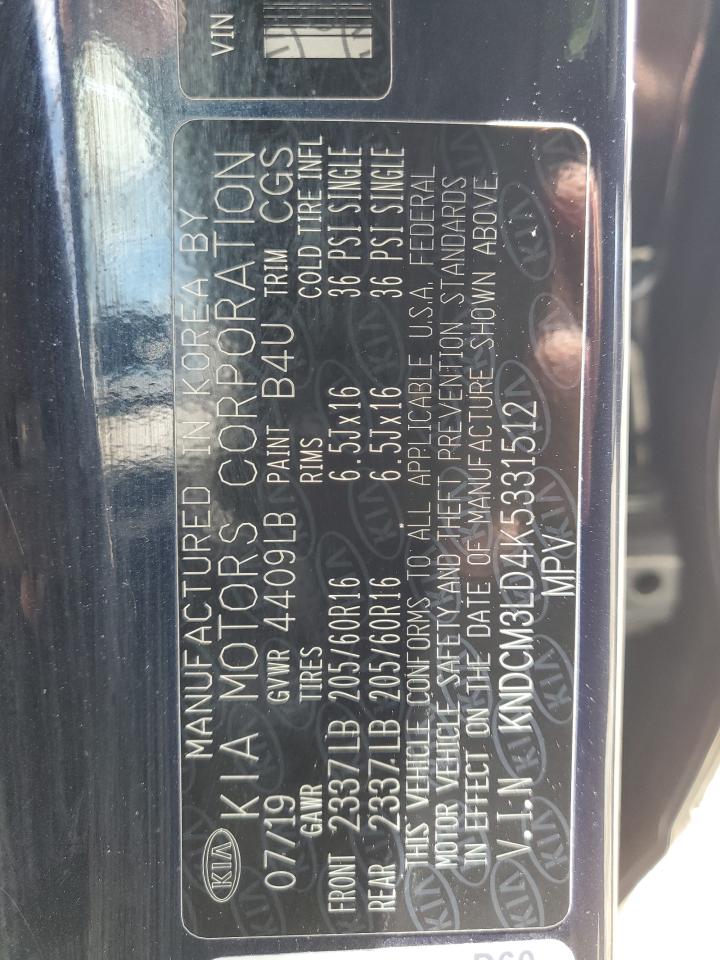 VIN
MANUFACTURED IN KOREA BY
KIA KIA MOTORS CORPORATION
07/19 GVWR 4409LB PAINT B4U TRIM CGS
GAWR TIRES RIMS COLD TIRE INFL
FRONT 2337LB 205/60R16 6.5Jx16 36 PSI SINGLE
REAR 2337LB 205/60R16 6.5Jx16 36 PSI SINGLE
THIS VEHICLE CONFORMS TO ALL APPLICABLE U.S.A. FEDERAL
MOTOR VEHICLE SAFETY AND THEFT PREVENTION STANDARDS
IN EFFECT ON THE DATE OF MANUFACTURE SHOWN ABOVE.
V.I.N KNDCM3LD4K5331512
MPV